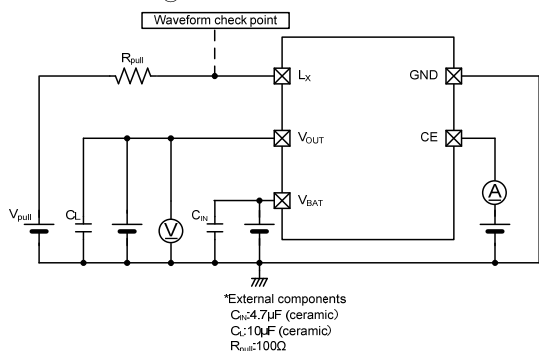 Waveform check point
Rpull
LX
GND
VOUT
CE
VBAT
A
Vpull
CL
V
CIN
*External components
CIN:4.7μF (ceramic)
CL:10μF (ceramic)
Rpull:100Ω